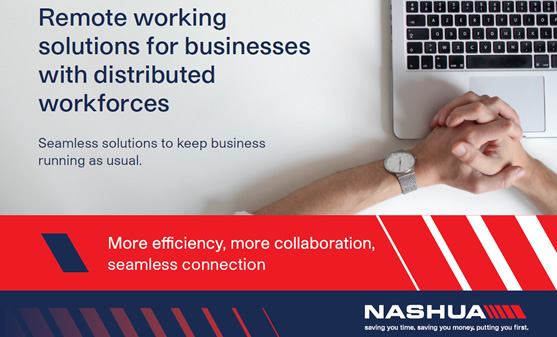 Remote working
solutions for businesses
with distributed
workforces
Seamless solutions to keep business
running as usual.
More efficiency, more collaboration,
seamless connection
NASHUA
saving you time. saving you money. putting you first.